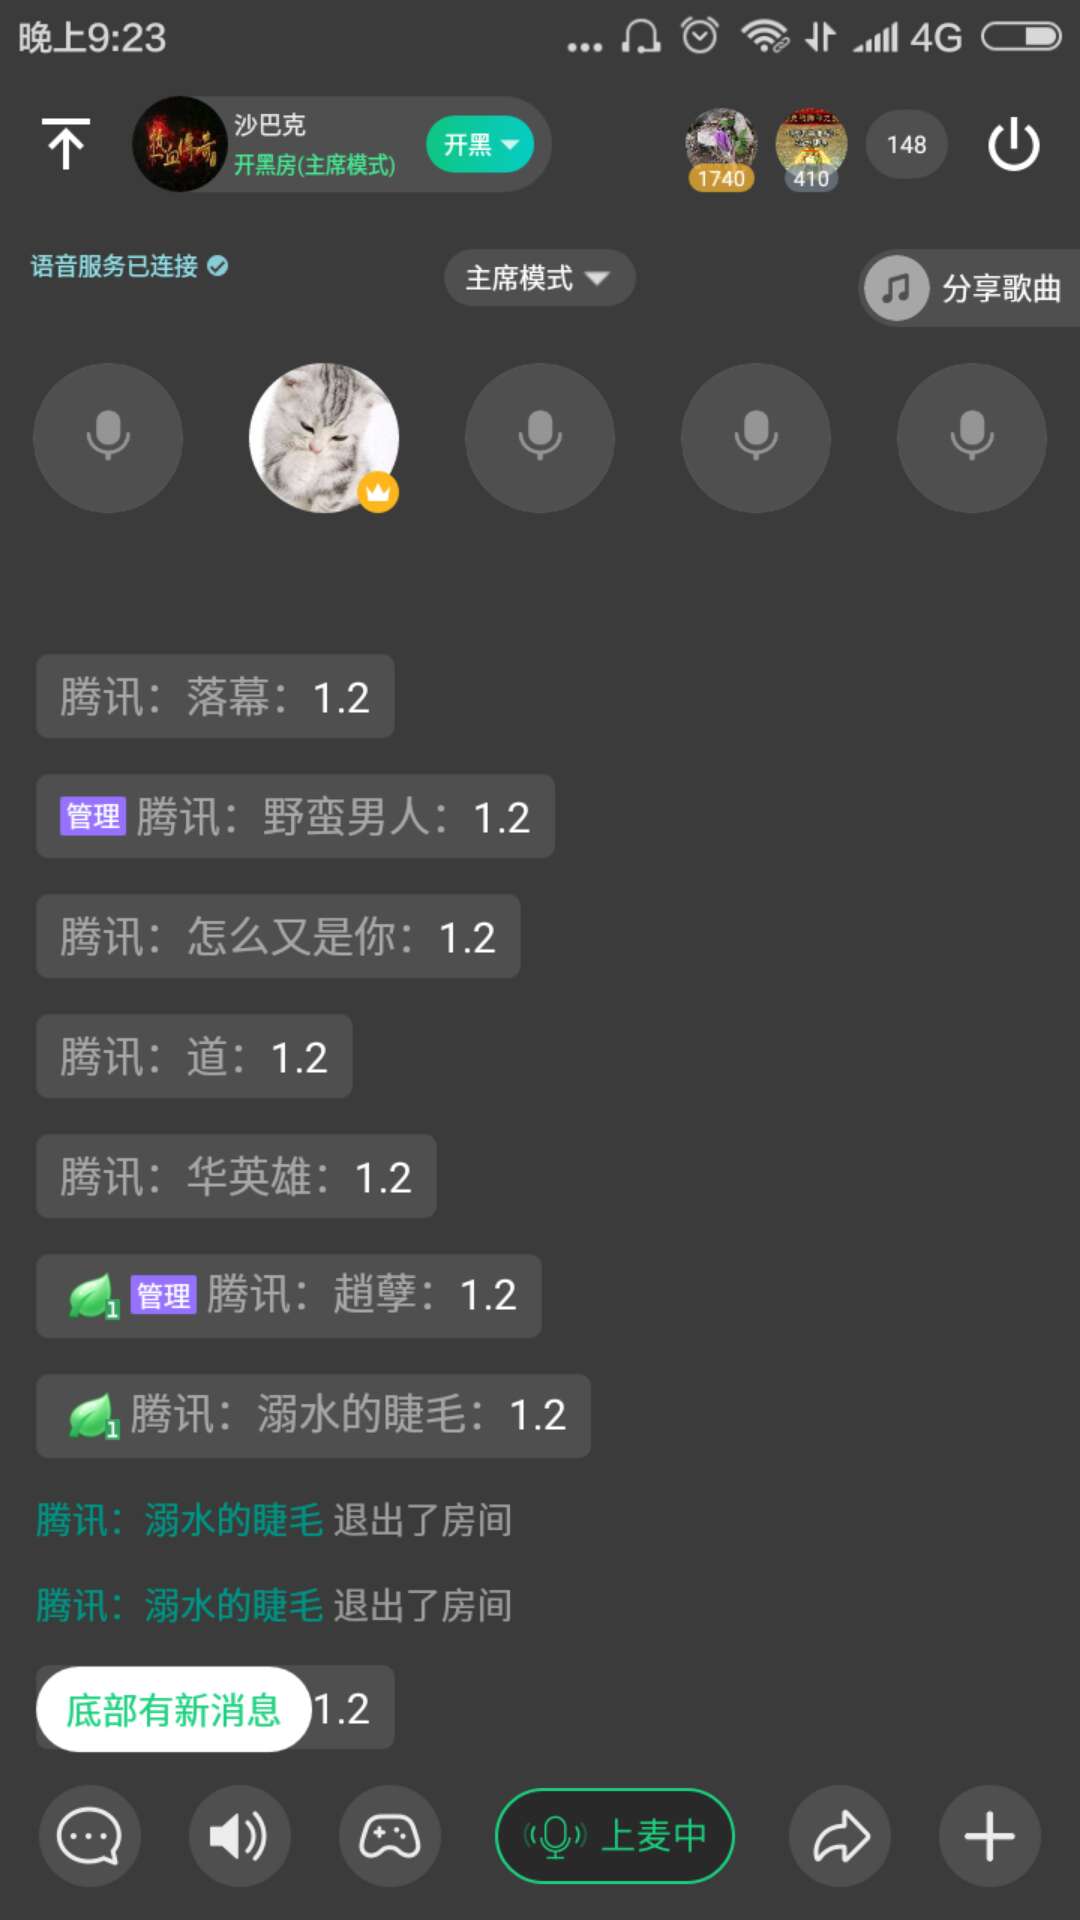 晚上9:23
4G
热血传奇
沙巴克
开黑房(主席模式)
开黑
1740
410
148
语音服务已连接
主席模式
分享歌曲
腾讯：落幕：1.2
管理 腾讯：野蛮男人：1.2
腾讯：怎么又是你：1.2
腾讯：道：1.2
腾讯：华英雄：1.2
1 管理 腾讯：趙孽：1.2
1 腾讯：溺水的睫毛：1.2
腾讯：溺水的睫毛 退出了房间
腾讯：溺水的睫毛 退出了房间
底部有新消息 1.2
上麦中